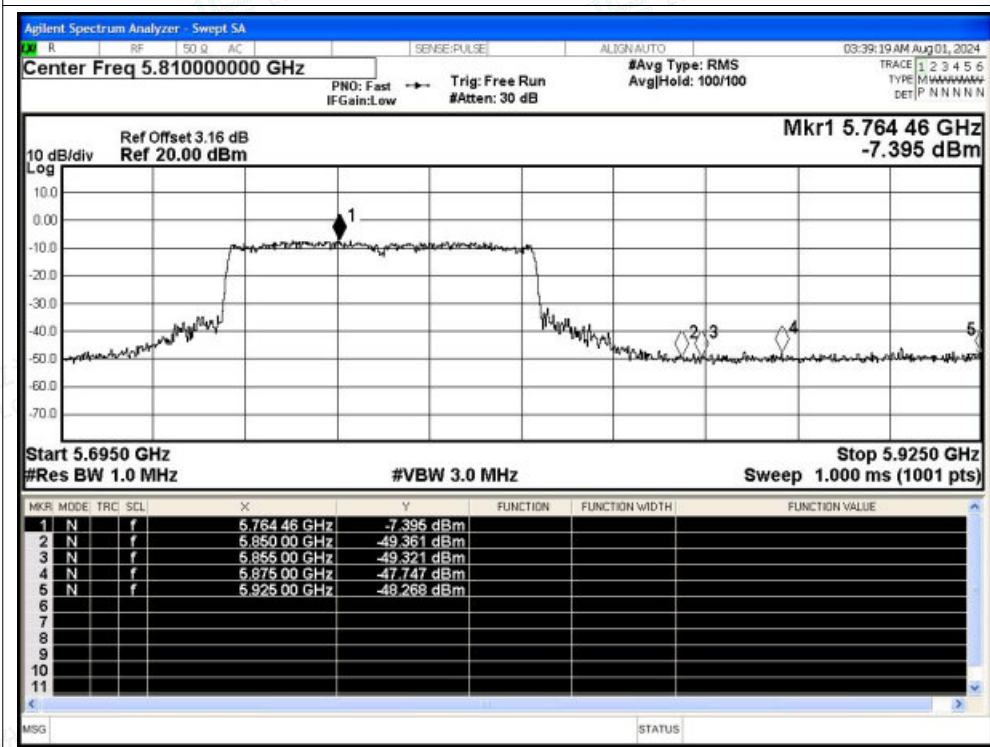 Agilent Spectrum Analyzer - Swept SA
R RF 50 Ω AC SENSE:PULSE ALIGN AUTO 03:39:19 AM Aug 01, 2024
Center Freq 5.810000000 GHz
#Avg Type: RMS
TRACE 1 2 3 4 5 6
PNO: Fast Trig: Free Run Avg|Hold: 100/100
TYPE M
IFGain:Low #Atten: 30 dB
DET P N N N N N
Mkr1 5.764 46 GHz
-7.395 dBm
Ref Offset 3.16 dB
10 dB/div Ref 20.00 dBm
Log
10.0
0.00
-10.0
-20.0
-30.0
-40.0
-50.0
-60.0
-70.0
1
2 3 4 5
Start 5.6950 GHz Stop 5.9250 GHz
#Res BW 1.0 MHz #VBW 3.0 MHz Sweep 1.000 ms (1001 pts)
MKR MODE TRC SCL X Y FUNCTION FUNCTION WIDTH FUNCTION VALUE
1 N f 5.764 46 GHz -7.395 dBm
2 N f 5.850 00 GHz -49.361 dBm
3 N f 5.855 00 GHz -49.321 dBm
4 N f 5.875 00 GHz -47.747 dBm
5 N f 5.925 00 GHz -48.268 dBm
6
7
8
9
10
11
MSG STATUS